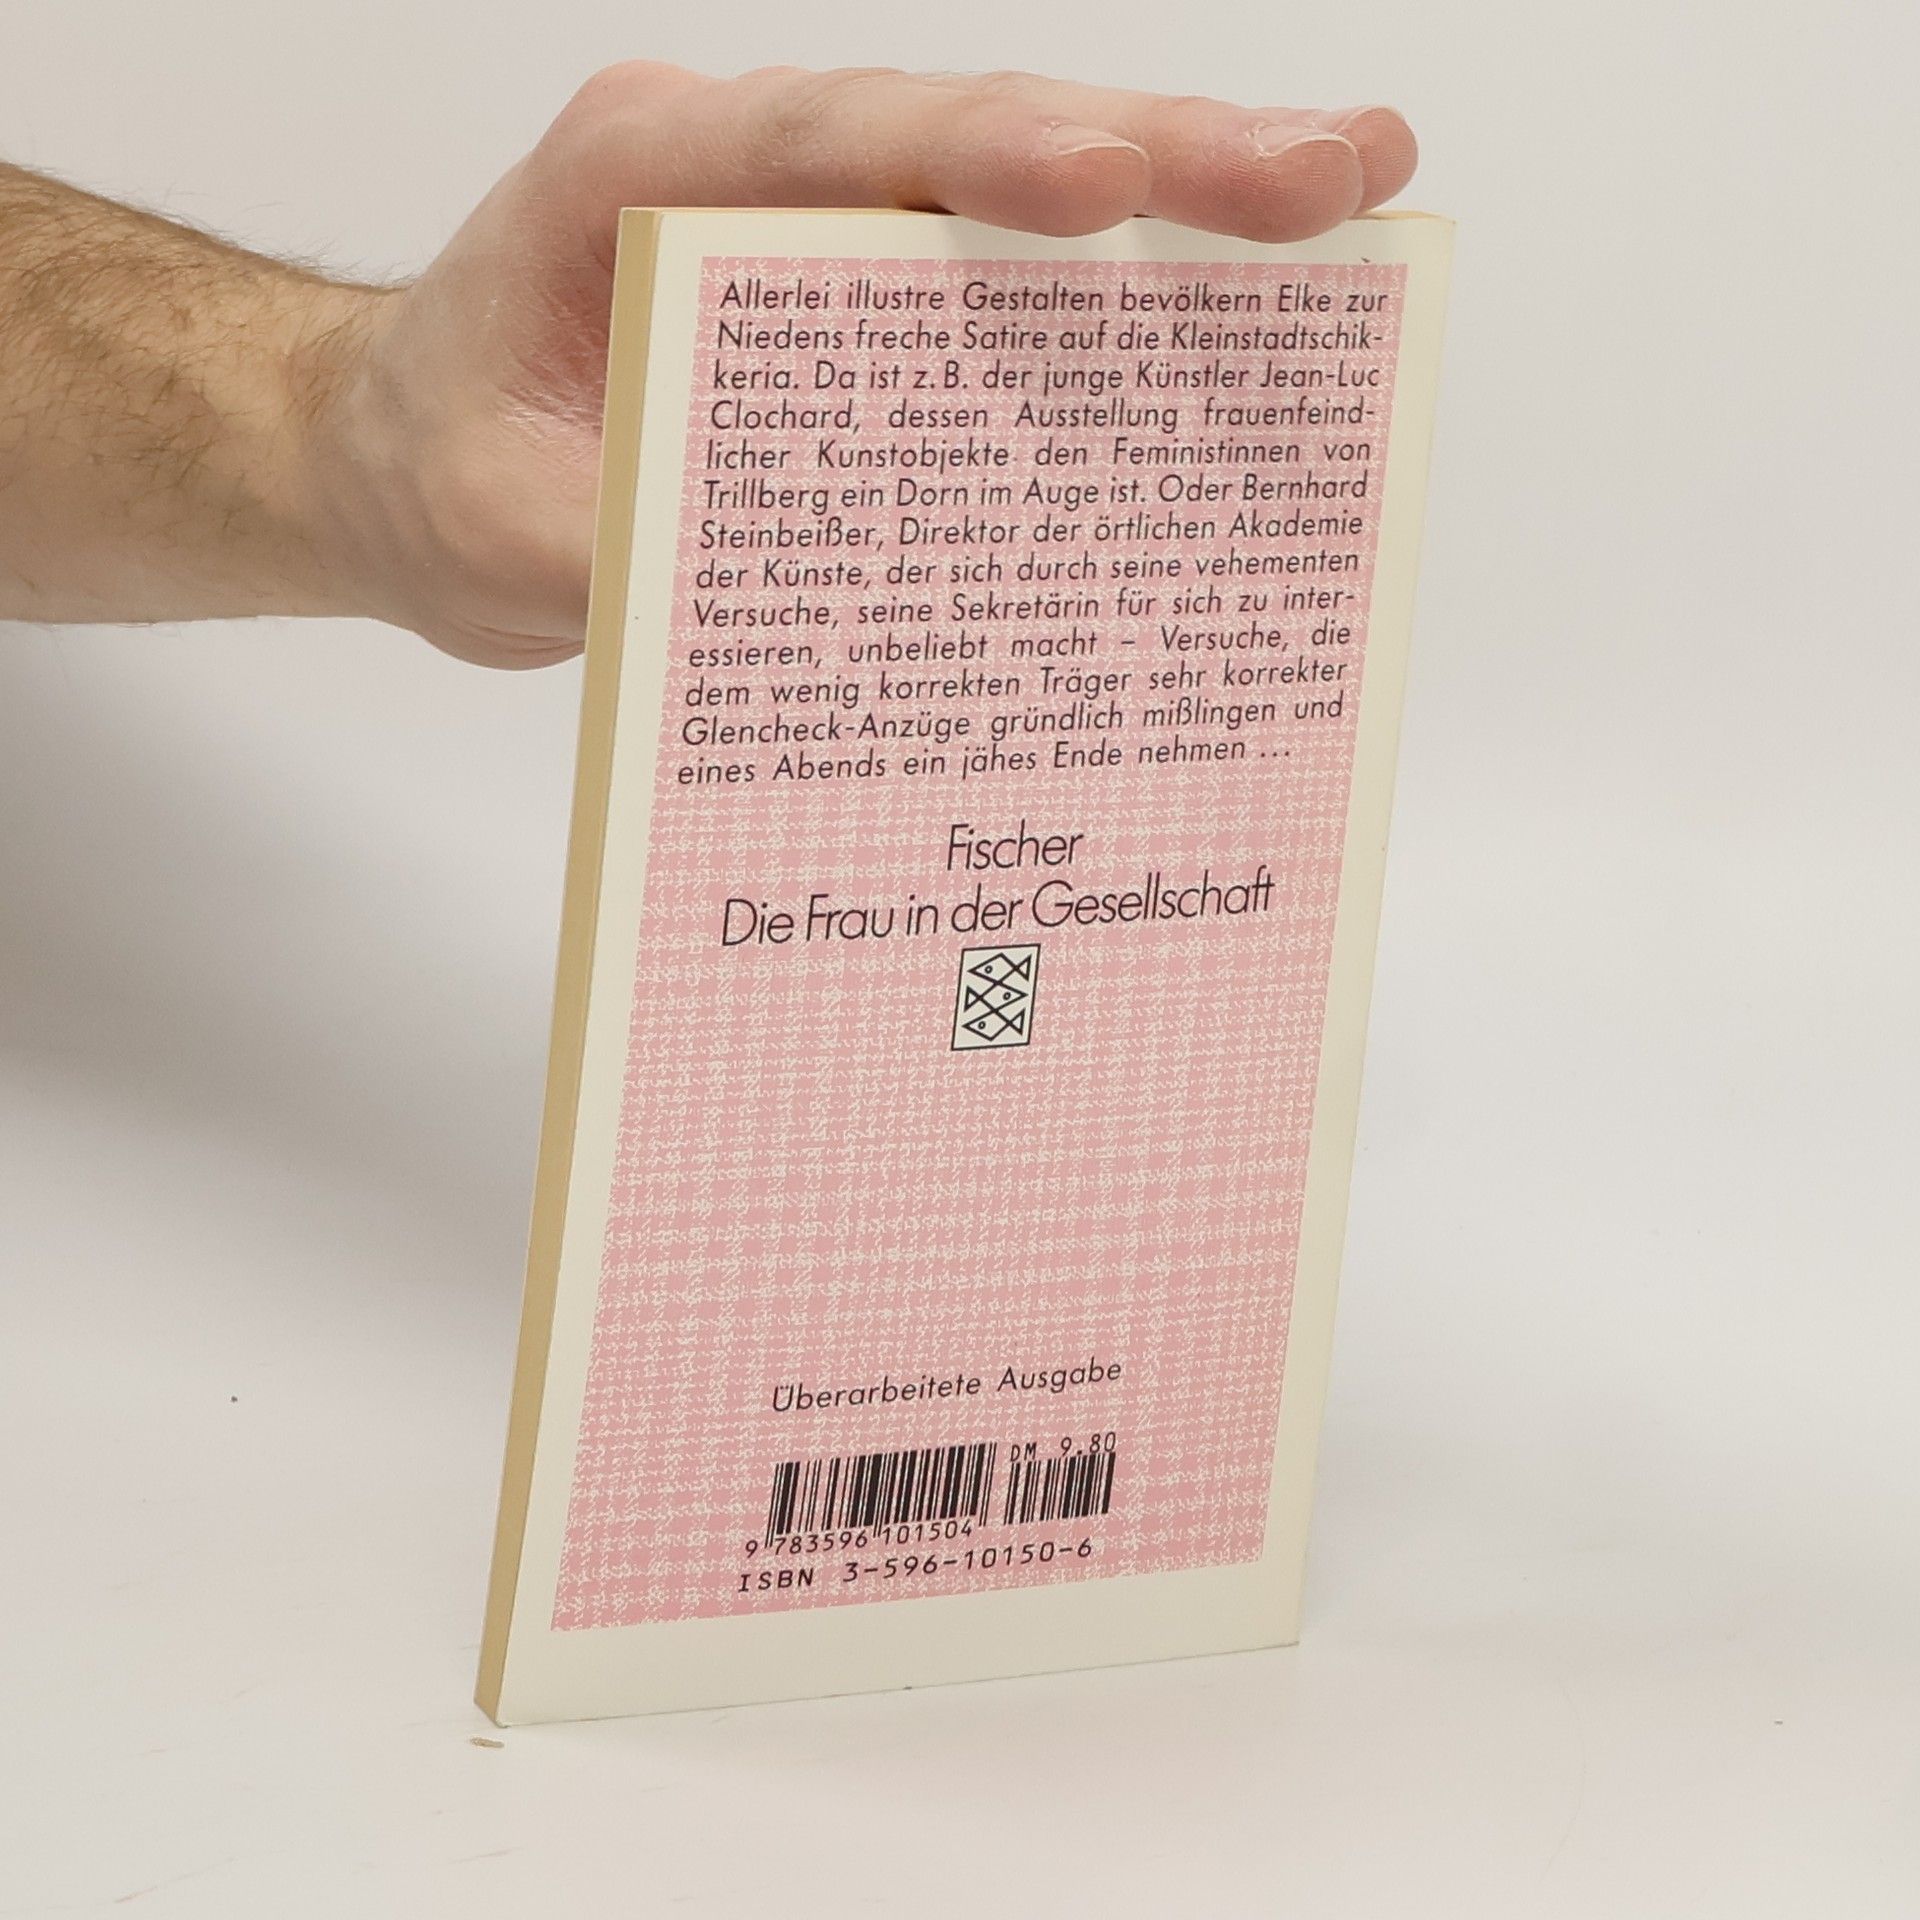 Allerlei illustre Gestalten bevölkern Elke zur
Niedens freche Satire auf die Kleinstadtschik-
keria. Da ist z. B. der junge Künstler Jean-Luc
Clochard, dessen Ausstellung frauenfeind-
licher Kunstobjekte den Feministinnen von
Trillberg ein Dorn im Auge ist. Oder Bernhard
Steinbeißer, Direktor der örtlichen Akademie
der Künste, der sich durch seine vehementen
Versuche, seine Sekretärin für sich zu inter-
essieren, unbeliebt macht – Versuche, die
dem wenig korrekten Träger sehr korrekter
Glencheck-Anzüge gründlich mißlingen und
eines Abends ein jähes Ende nehmen ...
Fischer
Die Frau in der Gesellschaft
Überarbeitete Ausgabe
DM 9.80
9 783596 101504
ISBN 3-596-10150-6